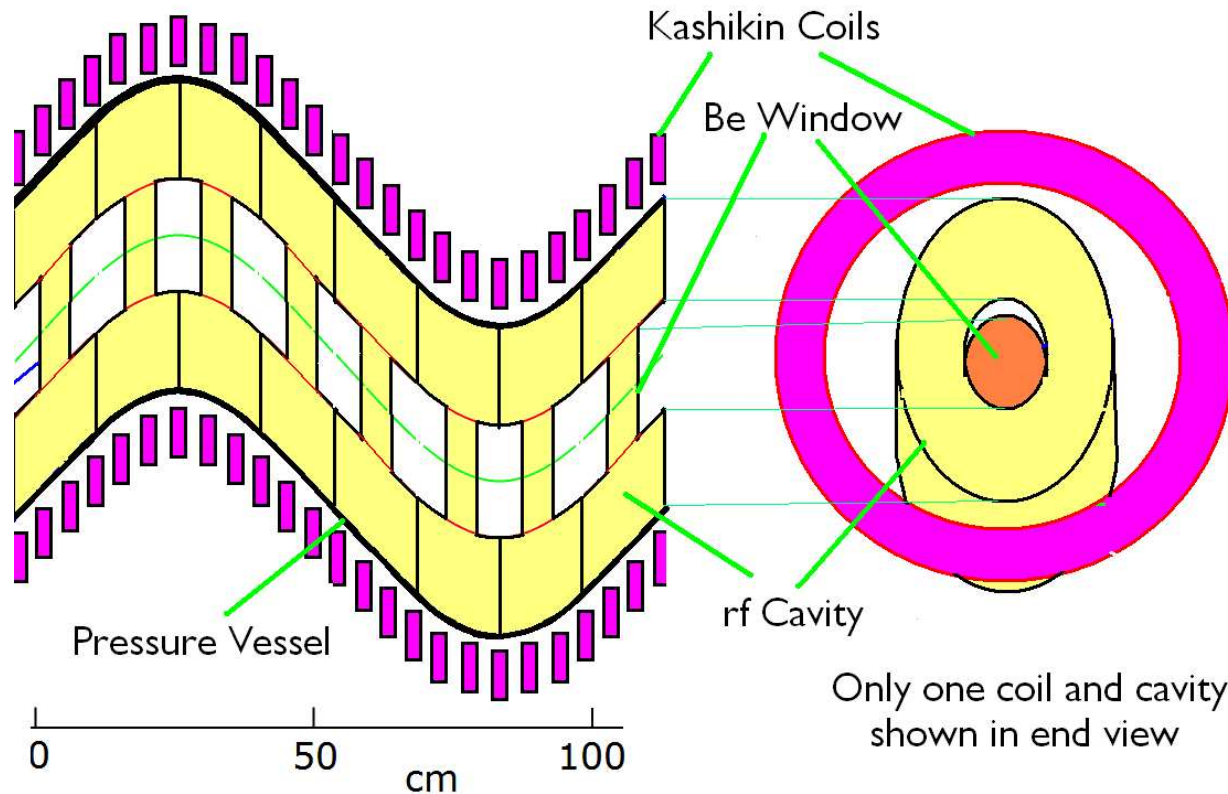 Kashikin Coils
Be Window
rf Cavity
Pressure Vessel
Only one coil and cavity
shown in end view
0 50 100
cm